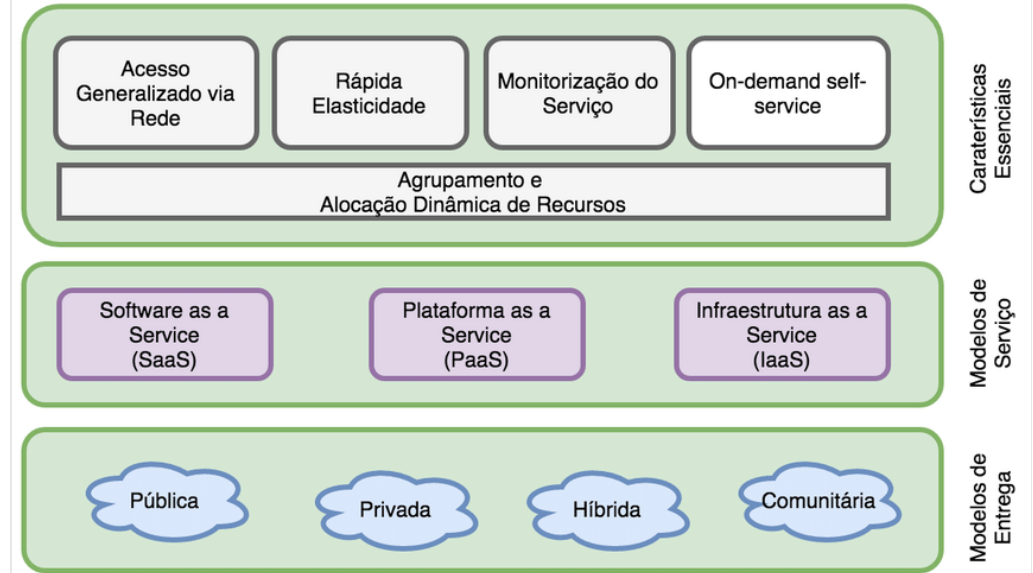 Acesso
Generalizado via
Rede
Rápida
Elasticidade
Monitorização do
Serviço
On-demand self-
service
Agrupamento e
Alocação Dinâmica de Recursos
Caraterísticas
Essenciais
Software as a
Service
(SaaS)
Plataforma as a
Service
(PaaS)
Infraestrutura as a
Service
(IaaS)
Modelos de
Serviço
Pública
Privada
Híbrida
Comunitária
Modelos de
Entrega